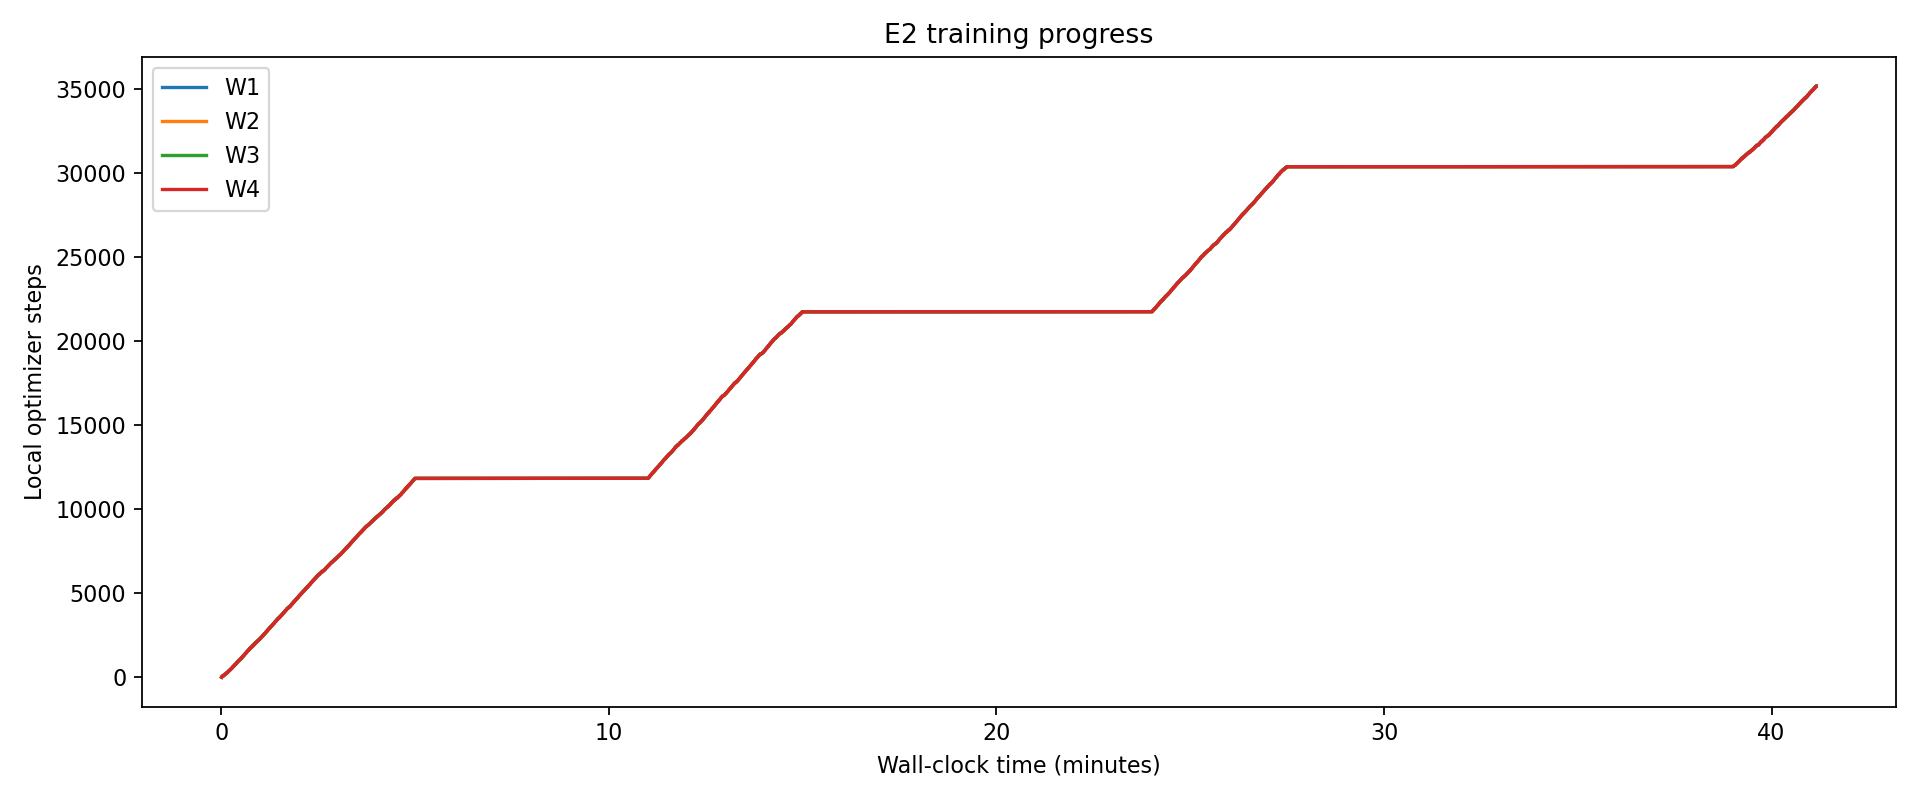 E2 training progress
W1
W2
W3
W4
Local optimizer steps
35000
30000
25000
20000
15000
10000
5000
0
0 10 20 30 40
Wall-clock time (minutes)